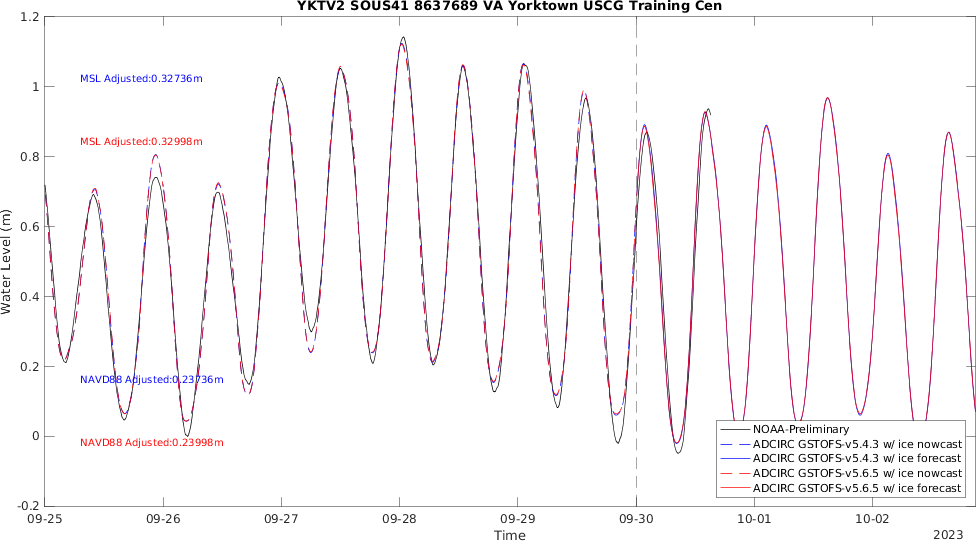 YKTV2 SOUS41 8637689 VA Yorktown USCG Training Cen
1.2
1
0.8
0.6
0.4
0.2
0
-0.2
Water Level (m)
MSL Adjusted:0.32736m
MSL Adjusted:0.32998m
NAVD88 Adjusted:0.23736m
NAVD88 Adjusted:0.23998m
NOAA-Preliminary
ADCIRC GSTOFS-v5.4.3 w/ ice nowcast
ADCIRC GSTOFS-v5.4.3 w/ ice forecast
ADCIRC GSTOFS-v5.6.5 w/ ice nowcast
ADCIRC GSTOFS-v5.6.5 w/ ice forecast
09-25 09-26 09-27 09-28 09-29 09-30 10-01 10-02
Time
2023